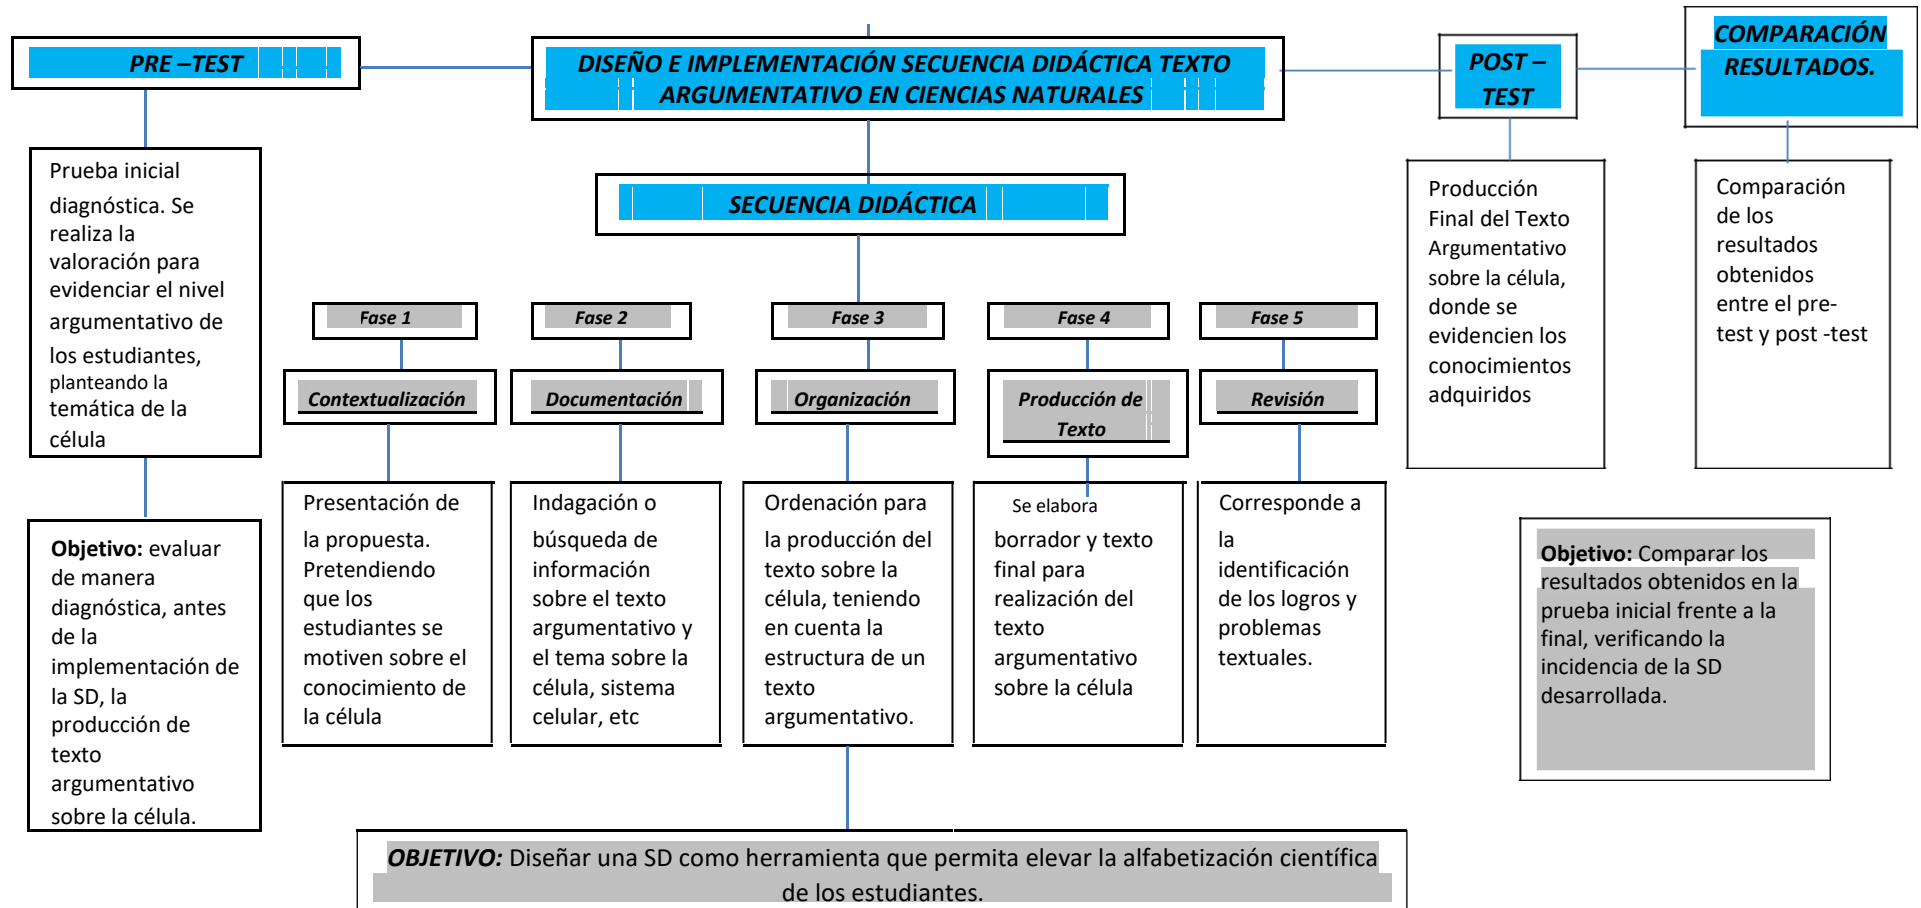 PRE –TEST
DISEÑO E IMPLEMENTACIÓN SECUENCIA DIDÁCTICA TEXTO
ARGUMENTATIVO EN CIENCIAS NATURALES
POST –
TEST
COMPARACIÓN
RESULTADOS.
Prueba inicial
diagnóstica. Se
realiza la
valoración para
evidenciar el nivel
argumentativo de
los estudiantes,
planteando la
temática de la
célula
SECUENCIA DIDÁCTICA
Producción
Final del Texto
Argumentativo
sobre la célula,
donde se
evidencien los
conocimientos
adquiridos
Comparación
de los
resultados
obtenidos
entre el pre-
test y post -test
Fase 1
Fase 2
Fase 3
Fase 4
Fase 5
Contextualización
Documentación
Organización
Producción de
Texto
Revisión
Presentación de
la propuesta.
Pretendiendo
que los
estudiantes se
motiven sobre el
conocimiento de
la célula
Indagación o
búsqueda de
información
sobre el texto
argumentativo y
el tema sobre la
célula, sistema
celular, etc
Ordenación para
la producción del
texto sobre la
célula, teniendo
en cuenta la
estructura de un
texto
argumentativo.
Se elabora
borrador y texto
final para
realización del
texto
argumentativo
sobre la célula
Corresponde a
la
identificación
de los logros y
problemas
textuales.
Objetivo: evaluar
de manera
diagnóstica, antes
de la
implementación de
la SD, la
producción de
texto
argumentativo
sobre la célula.
Objetivo: Comparar los
resultados obtenidos en la
prueba inicial frente a la
final, verificando la
incidencia de la SD
desarrollada.
OBJETIVO: Diseñar una SD como herramienta que permita elevar la alfabetización científica
de los estudiantes.